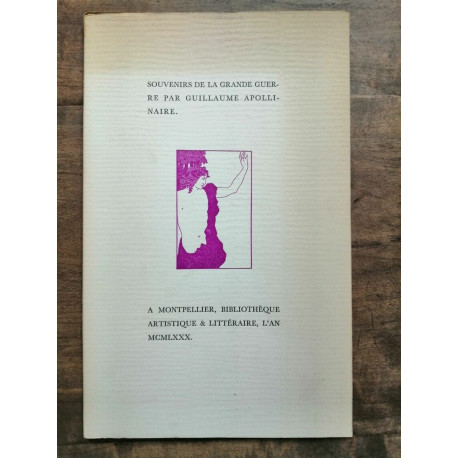 SOUVENIRS DE LA GRANDE GUER-
RE PAR GUILLAUME APOLLI-
NAIRE.
A MONTPELLIER, BIBLIOTHÈQUE
ARTISTIQUE & LITTÉRAIRE, L'AN
MCMLXXX.